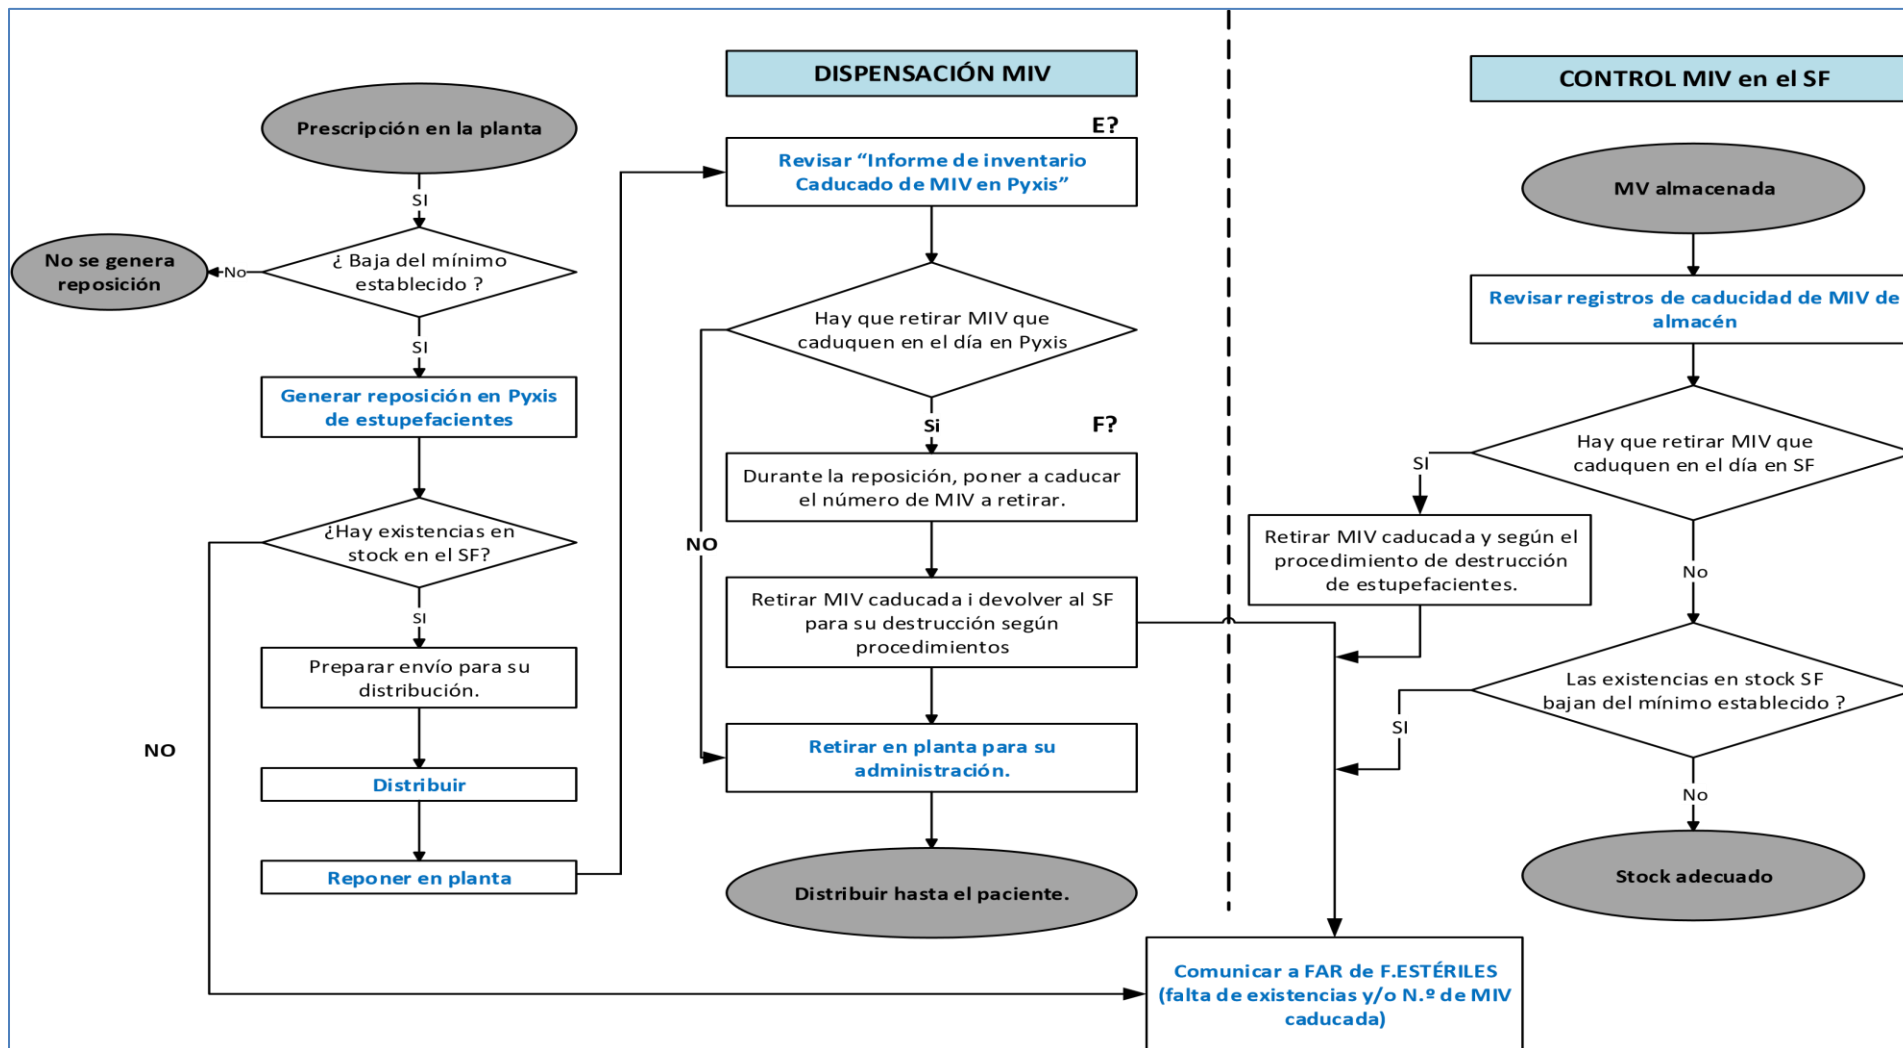 DISPENSACIÓN MIV
CONTROL MIV en el SF
Prescripción en la planta
SI
¿ Baja del mínimo
establecido ?
No
No se genera
reposición
SI
Generar reposición en Pyxis
de estupefacientes
¿Hay existencias en
stock en el SF?
NO
SI
Preparar envío para su
distribución.
Distribuir
Reponer en planta
E?
Revisar “Informe de inventario
Caducado de MIV en Pyxis”
Hay que retirar MIV que
caduquen en el día en Pyxis
Si
F?
NO
Durante la reposición, poner a caducar
el número de MIV a retirar.
Retirar MIV caducada i devolver al SF
para su destrucción según
procedimientos
Retirar en planta para su
administración.
Distribuir hasta el paciente.
MV almacenada
Revisar registros de caducidad de MIV de
almacén
Hay que retirar MIV que
caduquen en el día en SF
SI
Retirar MIV caducada y según el
procedimiento de destrucción
de estupefacientes.
No
Las existencias en stock SF
bajan del mínimo establecido ?
SI
No
Stock adecuado
Comunicar a FAR de F.ESTÉRILES
(falta de existencias y/o N.º de MIV
caducada)